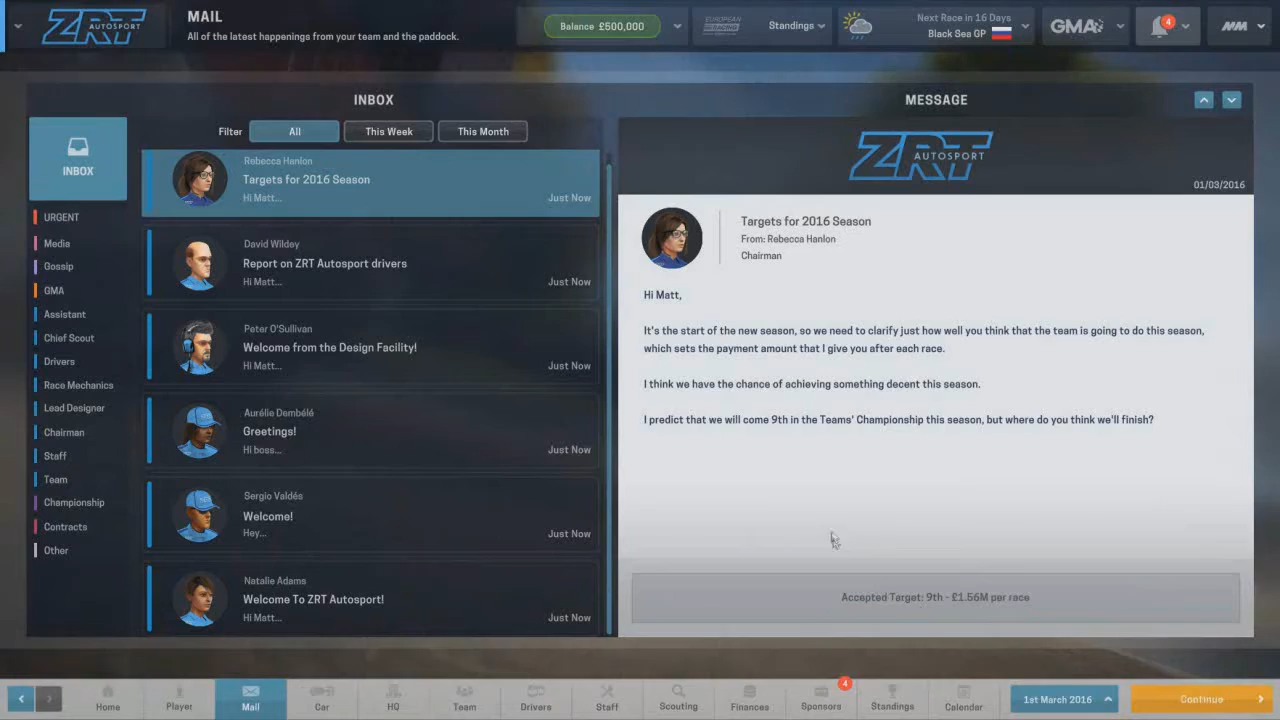 ZRT AUTOSPORT
MAIL
All of the latest happenings from your team and the paddock.
Balance £500,000
Standings
Next Race in 16 Days
Black Sea GP
GMA
4
INBOX
MESSAGE
Filter
All
This Week
This Month
INBOX
URGENT
Media
Gossip
GMA
Assistant
Chief Scout
Drivers
Race Mechanics
Lead Designer
Chairman
Staff
Team
Championship
Contracts
Other
Rebecca Hanlon
Targets for 2016 Season
Hi Matt...
Just Now
David Wildey
Report on ZRT Autosport drivers
Hi Matt...
Just Now
Peter O'Sullivan
Welcome from the Design Facility!
Hi Matt...
Just Now
Aurélie Dembélé
Greetings!
Hi boss...
Just Now
Sergio Valdés
Welcome!
Hey...
Just Now
Natalie Adams
Welcome To ZRT Autosport!
Hi Matt...
Just Now
ZRT AUTOSPORT
01/03/2016
Targets for 2016 Season
From: Rebecca Hanlon
Chairman
Hi Matt,
It's the start of the new season, so we need to clarify just how well you think that the team is going to do this season,
which sets the payment amount that I give you after each race.
I think we have the chance of achieving something decent this season.
I predict that we will come 9th in the Teams' Championship this season, but where do you think we'll finish?
Accepted Target: 9th - £1.56M per race
Home
Player
Mail
Car
HQ
Team
Drivers
Staff
Scouting
Finances
4
Sponsors
Standings
Calendar
1st March 2016
Continue